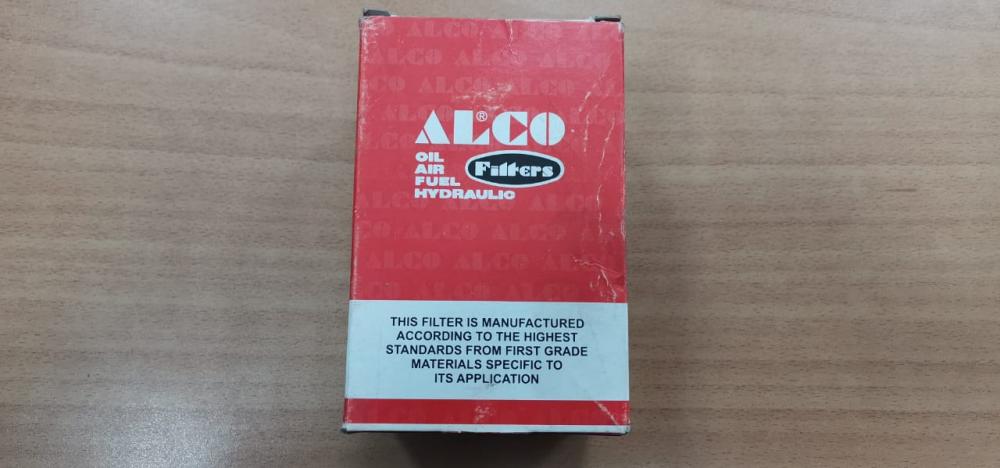 ALCO®
OIL
AIR
FUEL
HYDRAULIC
Filters
THIS FILTER IS MANUFACTURED
ACCORDING TO THE HIGHEST
STANDARDS FROM FIRST GRADE
MATERIALS SPECIFIC TO
ITS APPLICATION